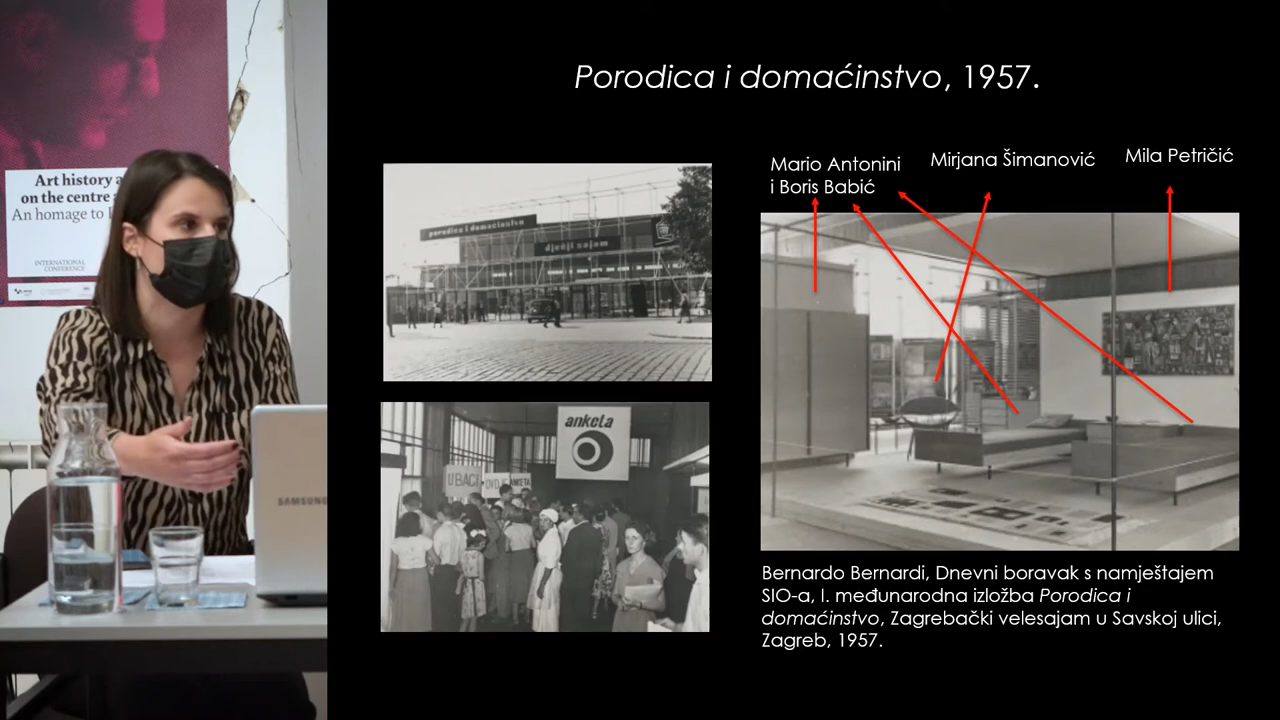 Art history a
on the centre a
An homage to L
INTERNATIONAL
CONFERENCE
SAMSUNG
Porodica i domaćinstvo, 1957.
Mario Antonini
i Boris Babić
Mirjana Šimanović
Mila Petričić
porodica i domaćinstvo
dječji sajam
anketa
UBACI
OVDJE
ANKETA
Bernardo Bernardi, Dnevni boravak s namještajem
SIO-a, I. međunarodna izložba Porodica i
domaćinstvo, Zagrebački velesajam u Savskoj ulici,
Zagreb, 1957.